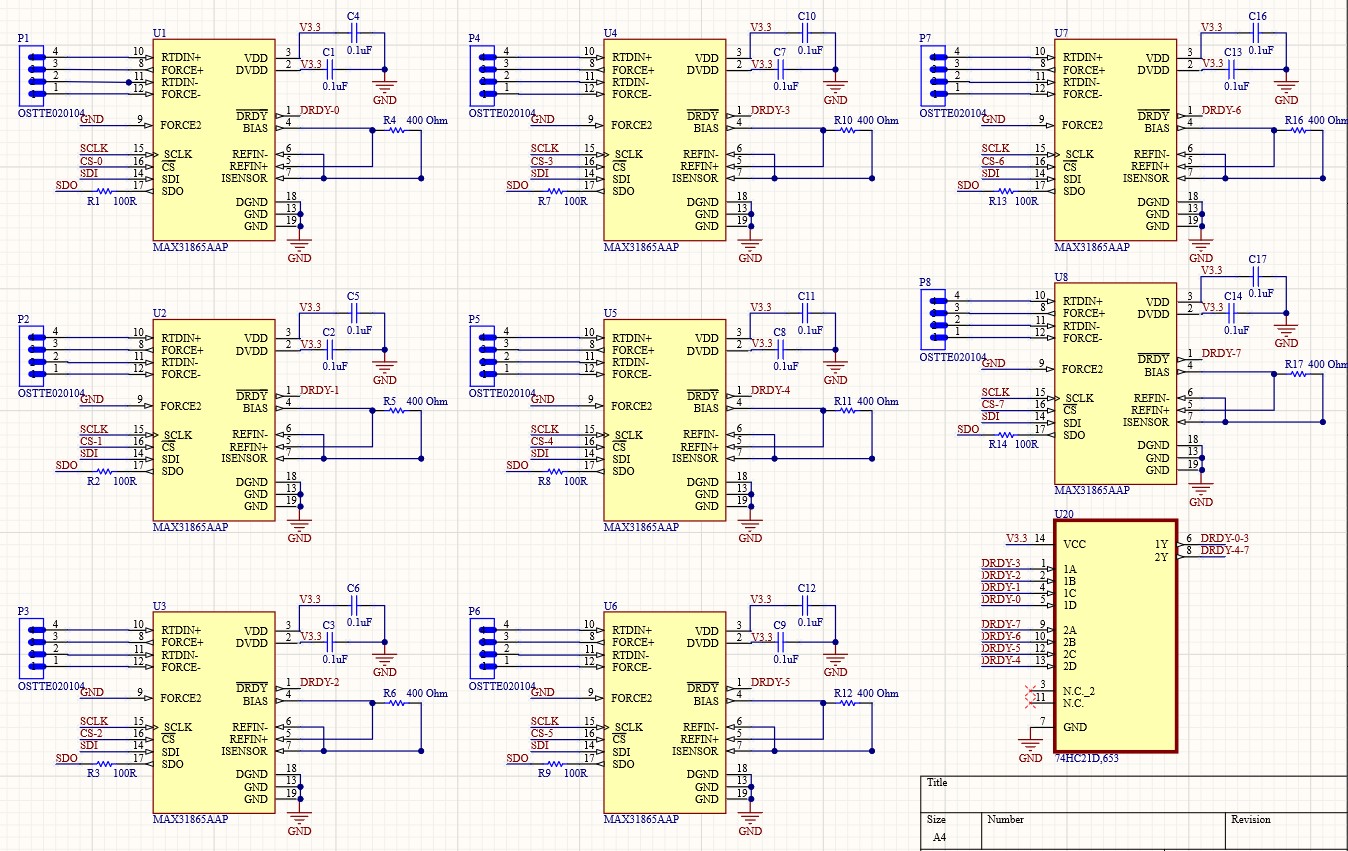 P1
4
3
2
1
OSTTE020104
U1
10 RTDIN+
8 FORCE+
11 RTDIN-
12 FORCE-
GND 9 FORCE2
SCLK 15 SCLK
CS-0 16 CS
SDI 14 SDI
SDO 17 SDO
R1 100R
VDD 3 V3.3
DVDD 2 V3.3
C4
0.1uF
C1
0.1uF
GND
DRDY 1 DRDY-0
BIAS 4
R4 400 Ohm
REFIN- 6
REFIN+ 5
ISENSOR 7
DGND 18
GND 13
GND 19
GND
MAX31865AAP
P4
4
3
2
1
OSTTE020104
U4
10 RTDIN+
8 FORCE+
11 RTDIN-
12 FORCE-
GND 9 FORCE2
SCLK 15 SCLK
CS-3 16 CS
SDI 14 SDI
SDO 17 SDO
R7 100R
VDD 3 V3.3
DVDD 2 V3.3
C10
0.1uF
C7
0.1uF
GND
DRDY 1 DRDY-3
BIAS 4
R10 400 Ohm
REFIN- 6
REFIN+ 5
ISENSOR 7
DGND 18
GND 13
GND 19
GND
MAX31865AAP
P7
4
3
2
1
OSTTE020104
U7
10 RTDIN+
8 FORCE+
11 RTDIN-
12 FORCE-
GND 9 FORCE2
SCLK 15 SCLK
CS-6 16 CS
SDI 14 SDI
SDO 17 SDO
R13 100R
VDD 3 V3.3
DVDD 2 V3.3
C16
0.1uF
C13
0.1uF
GND
DRDY 1 DRDY-6
BIAS 4
R16 400 Ohm
REFIN- 6
REFIN+ 5
ISENSOR 7
DGND 18
GND 13
GND 19
GND
MAX31865AAP
P2
4
3
2
1
OSTTE020104
U2
10 RTDIN+
8 FORCE+
11 RTDIN-
12 FORCE-
GND 9 FORCE2
SCLK 15 SCLK
CS-1 16 CS
SDI 14 SDI
SDO 17 SDO
R2 100R
VDD 3 V3.3
DVDD 2 V3.3
C5
0.1uF
C2
0.1uF
GND
DRDY 1 DRDY-1
BIAS 4
R5 400 Ohm
REFIN- 6
REFIN+ 5
ISENSOR 7
DGND 18
GND 13
GND 19
GND
MAX31865AAP
P5
4
3
2
1
OSTTE020104
U5
10 RTDIN+
8 FORCE+
11 RTDIN-
12 FORCE-
GND 9 FORCE2
SCLK 15 SCLK
CS-4 16 CS
SDI 14 SDI
SDO 17 SDO
R8 100R
VDD 3 V3.3
DVDD 2 V3.3
C11
0.1uF
C8
0.1uF
GND
DRDY 1 DRDY-4
BIAS 4
R11 400 Ohm
REFIN- 6
REFIN+ 5
ISENSOR 7
DGND 18
GND 13
GND 19
GND
MAX31865AAP
P8
4
3
2
1
OSTTE020104
U8
10 RTDIN+
8 FORCE+
11 RTDIN-
12 FORCE-
GND 9 FORCE2
SCLK 15 SCLK
CS-7 16 CS
SDI 14 SDI
SDO 17 SDO
R14 100R
VDD 3 V3.3
DVDD 2 V3.3
C17
0.1uF
C14
0.1uF
GND
DRDY 1 DRDY-7
BIAS 4
R17 400 Ohm
REFIN- 6
REFIN+ 5
ISENSOR 7
DGND 18
GND 13
GND 19
GND
MAX31865AAP
P3
4
3
2
1
OSTTE020104
U3
10 RTDIN+
8 FORCE+
11 RTDIN-
12 FORCE-
GND 9 FORCE2
SCLK 15 SCLK
CS-2 16 CS
SDI 14 SDI
SDO 17 SDO
R3 100R
VDD 3 V3.3
DVDD 2 V3.3
C6
0.1uF
C3
0.1uF
GND
DRDY 1 DRDY-2
BIAS 4
R6 400 Ohm
REFIN- 6
REFIN+ 5
ISENSOR 7
DGND 18
GND 13
GND 19
GND
MAX31865AAP
P6
4
3
2
1
OSTTE020104
U6
10 RTDIN+
8 FORCE+
11 RTDIN-
12 FORCE-
GND 9 FORCE2
SCLK 15 SCLK
CS-5 16 CS
SDI 14 SDI
SDO 17 SDO
R9 100R
VDD 3 V3.3
DVDD 2 V3.3
C12
0.1uF
C9
0.1uF
GND
DRDY 1 DRDY-5
BIAS 4
R12 400 Ohm
REFIN- 6
REFIN+ 5
ISENSOR 7
DGND 18
GND 13
GND 19
GND
MAX31865AAP
U20
V3.3 14 VCC
DRDY-3 1 1A
DRDY-2 2 1B
DRDY-1 4 1C
DRDY-0 5 1D
DRDY-7 9 2A
DRDY-6 10 2B
DRDY-5 12 2C
DRDY-4 13 2D
3 N.C._2
11 N.C.
7 GND
GND
1Y 6 DRDY-0-3
2Y 8 DRDY-4-7
74HC21D,653
Title
Size Number Revision
A4